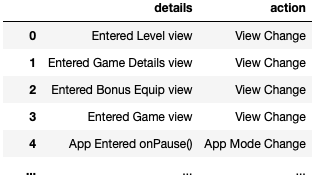 details action
0 Entered Level view View Change
1 Entered Game Details view View Change
2 Entered Bonus Equip view View Change
3 Entered Game view View Change
4 App Entered onPause() App Mode Change
... ... ...